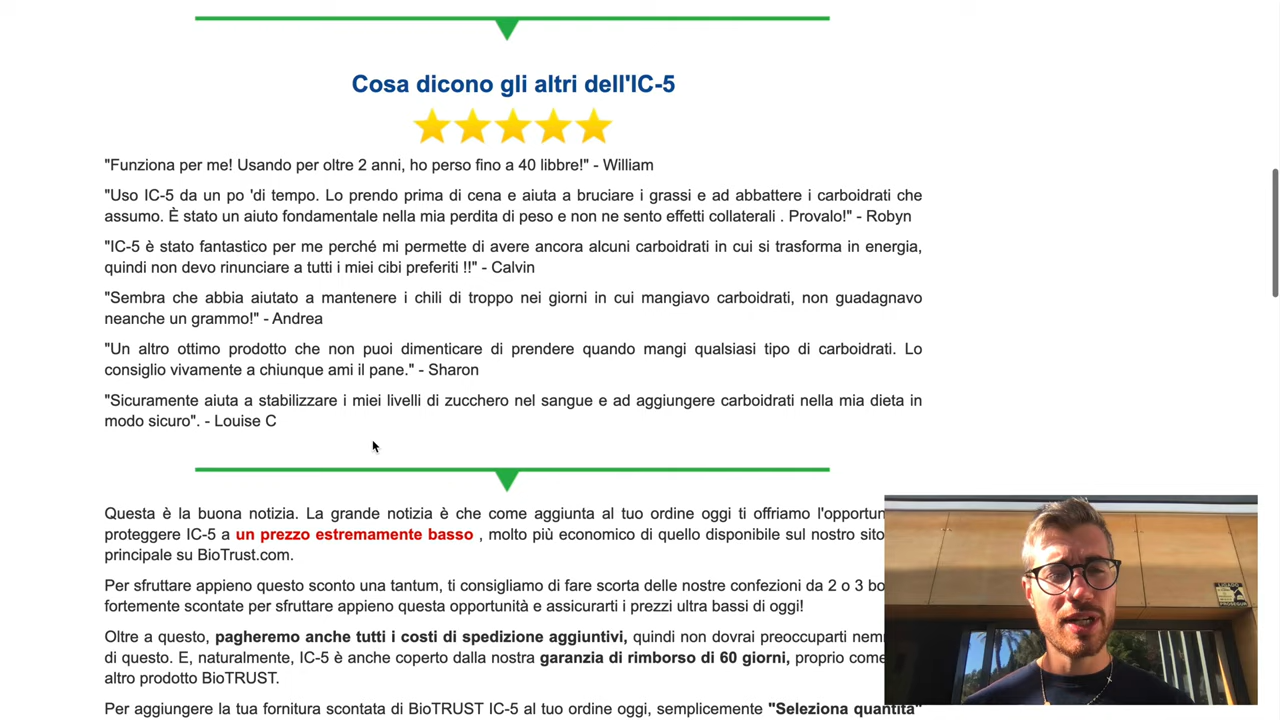 Cosa dicono gli altri dell'IC-5
"Funziona per me! Usando per oltre 2 anni, ho perso fino a 40 libbre!" - William
"Uso IC-5 da un po 'di tempo. Lo prendo prima di cena e aiuta a bruciare i grassi e ad abbattere i carboidrati che
assumo. È stato un aiuto fondamentale nella mia perdita di peso e non ne sento effetti collaterali . Provalo!" - Robyn
"IC-5 è stato fantastico per me perché mi permette di avere ancora alcuni carboidrati in cui si trasforma in energia,
quindi non devo rinunciare a tutti i miei cibi preferiti !!" - Calvin
"Sembra che abbia aiutato a mantenere i chili di troppo nei giorni in cui mangiavo carboidrati, non guadagnavo
neanche un grammo!" - Andrea
"Un altro ottimo prodotto che non puoi dimenticare di prendere quando mangi qualsiasi tipo di carboidrati. Lo
consiglio vivamente a chiunque ami il pane." - Sharon
"Sicuramente aiuta a stabilizzare i miei livelli di zucchero nel sangue e ad aggiungere carboidrati nella mia dieta in
modo sicuro". - Louise C
Questa è la buona notizia. La grande notizia è che come aggiunta al tuo ordine oggi ti offriamo l'opportun
proteggere IC-5 a un prezzo estremamente basso , molto più economico di quello disponibile sul nostro sito
principale su BioTrust.com.
Per sfruttare appieno questo sconto una tantum, ti consigliamo di fare scorta delle nostre confezioni da 2 o 3 bo
fortemente scontate per sfruttare appieno questa opportunità e assicurarti i prezzi ultra bassi di oggi!
Oltre a questo, pagheremo anche tutti i costi di spedizione aggiuntivi, quindi non dovrai preoccuparti nem
di questo. E, naturalmente, IC-5 è anche coperto dalla nostra garanzia di rimborso di 60 giorni, proprio come
altro prodotto BioTRUST.
Per aggiungere la tua fornitura scontata di BioTRUST IC-5 al tuo ordine oggi, semplicemente "Seleziona quantità"